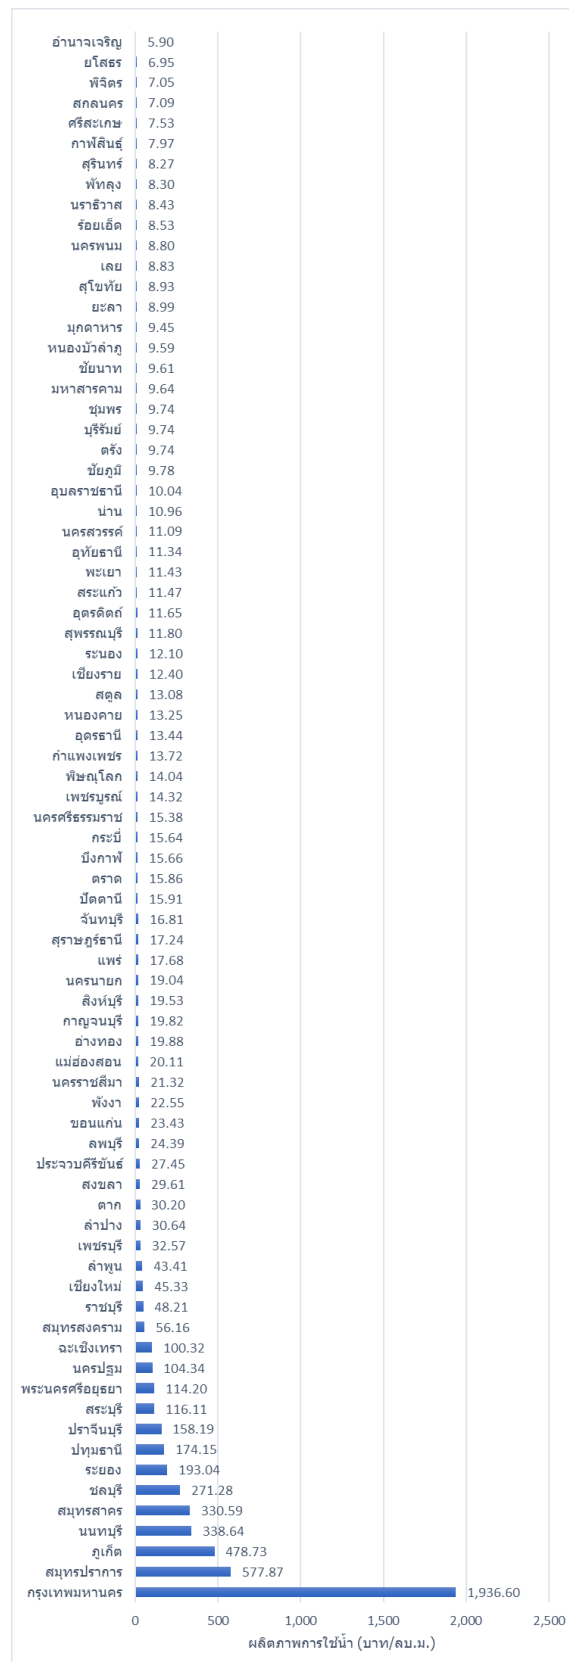 อำนาจเจริญ 5.90
ยโสธร 6.95
พิจิตร 7.05
สกลนคร 7.09
ศรีสะเกษ 7.53
กาฬสินธุ์ 7.97
สุรินทร์ 8.27
พัทลุง 8.30
นราธิวาส 8.43
ร้อยเอ็ด 8.53
นครพนม 8.80
เลย 8.83
สุโขทัย 8.93
ยะลา 8.99
มุกดาหาร 9.45
หนองบัวลำภู 9.59
ชัยนาท 9.61
มหาสารคาม 9.64
ชุมพร 9.74
บุรีรัมย์ 9.74
ตรัง 9.74
ชัยภูมิ 9.78
อุบลราชธานี 10.04
น่าน 10.96
นครสวรรค์ 11.09
อุทัยธานี 11.34
พะเยา 11.43
สระแก้ว 11.47
อุตรดิตถ์ 11.65
สุพรรณบุรี 11.80
ระนอง 12.10
เชียงราย 12.40
สตูล 13.08
หนองคาย 13.25
อุดรธานี 13.44
กำแพงเพชร 13.72
พิษณุโลก 14.04
เพชรบูรณ์ 14.32
นครศรีธรรมราช 15.38
กระบี่ 15.64
บึงกาฬ 15.66
ตราด 15.86
ปัตตานี 15.91
จันทบุรี 16.81
สุราษฎร์ธานี 17.24
แพร่ 17.68
นครนายก 19.04
สิงห์บุรี 19.53
กาญจนบุรี 19.82
อ่างทอง 19.88
แม่ฮ่องสอน 20.11
นครราชสีมา 21.32
พังงา 22.55
ขอนแก่น 23.43
ลพบุรี 24.39
ประจวบคีรีขันธ์ 27.45
สงขลา 29.61
ตาก 30.20
ลำปาง 30.64
เพชรบุรี 32.57
ลำพูน 43.41
เชียงใหม่ 45.33
ราชบุรี 48.21
สมุทรสงคราม 56.16
ฉะเชิงเทรา 100.32
นครปฐม 104.34
พระนครศรีอยุธยา 114.20
สระบุรี 116.11
ปราจีนบุรี 158.19
ปทุมธานี 174.15
ระยอง 193.04
ชลบุรี 271.28
สมุทรสาคร 330.59
นนทบุรี 338.64
ภูเก็ต 478.73
สมุทรปราการ 577.87
กรุงเทพมหานคร 1,936.60
0 500 1,000 1,500 2,000 2,500
ผลิตภาพการใช้น้ำ (บาท/ลบ.ม.)